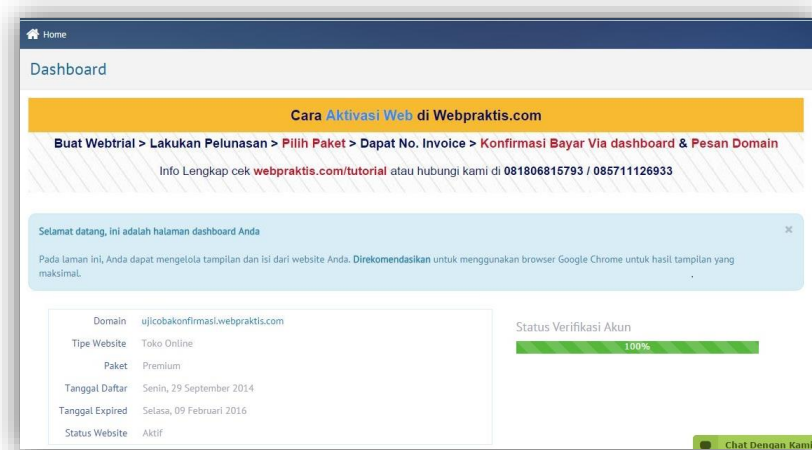 Home
Dashboard
Cara Aktivasi Web di Webpraktis.com
Buat Webtrial > Lakukan Pelunasan > Pilih Paket > Dapat No. Invoice > Konfirmasi Bayar Via dashboard & Pesan Domain
Info Lengkap cek webpraktis.com/tutorial atau hubungi kami di 081806815793 / 085711126933
Selamat datang, ini adalah halaman dashboard Anda
Pada laman ini, Anda dapat mengelola tampilan dan isi dari website Anda. Direkomendasikan untuk menggunakan browser Google Chrome untuk hasil tampilan yang
maksimal.
Domain ujicobakonfirmasi.webpraktis.com
Tipe Website Toko Online
Paket Premium
Tanggal Daftar Senin, 29 September 2014
Tanggal Expired Selasa, 09 Februari 2016
Status Website Aktif
Status Verifikasi Akun
100%
Chat Dengan Kami